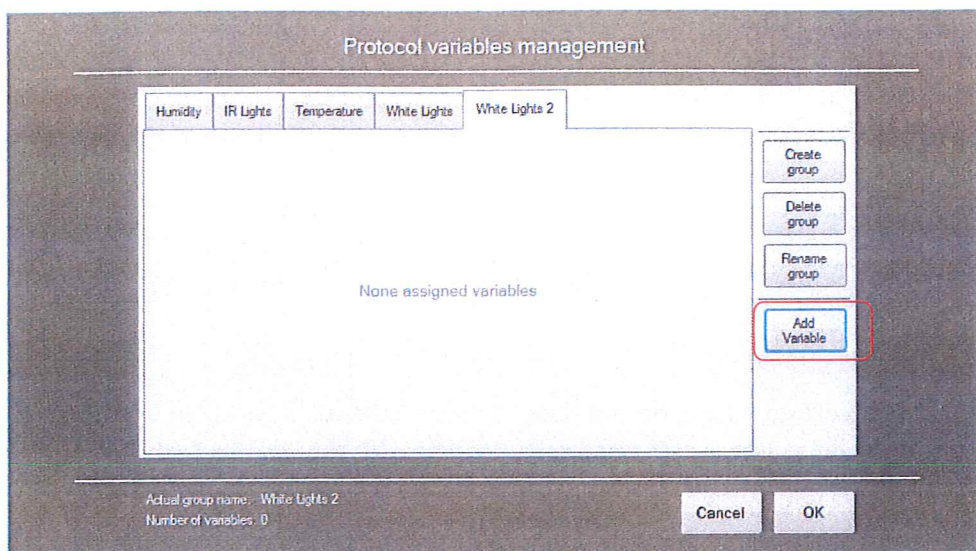 Protocol variables management
Humidity IR Lights Temperature White Lights White Lights 2
Create
group
Delete
group
Rename
group
None assigned variables
Add
Variable
Actual group name: White Lights 2
Number of variables: 0
Cancel OK